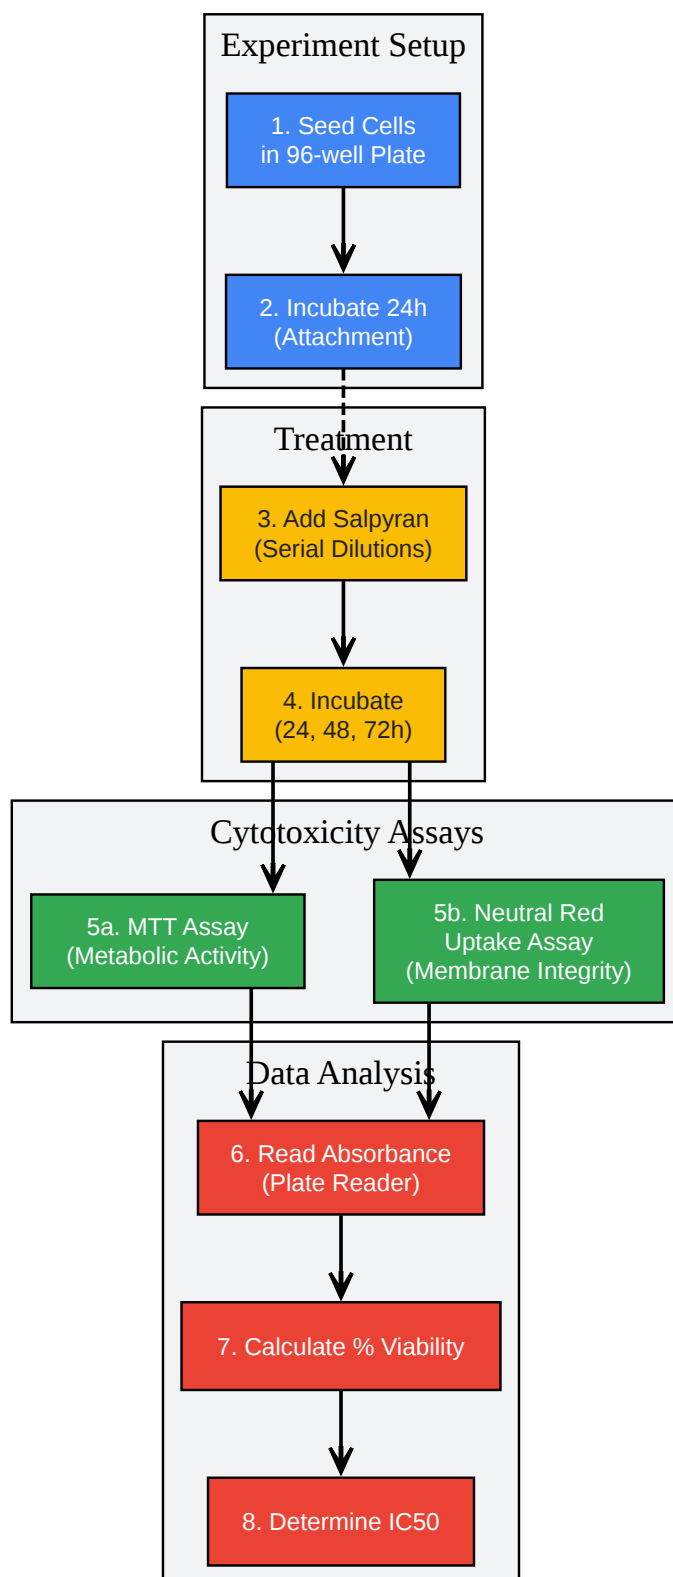 Experiment Setup
1. Seed Cells
in 96-well Plate
2. Incubate 24h
(Attachment)
Treatment
3. Add Salpyran
(Serial Dilutions)
4. Incubate
(24, 48, 72h)
Cytotoxicity Assays
5a. MTT Assay
(Metabolic Activity)
5b. Neutral Red
Uptake Assay
(Membrane Integrity)
Data Analysis
6. Read Absorbance
(Plate Reader)
7. Calculate % Viability
8. Determine IC50